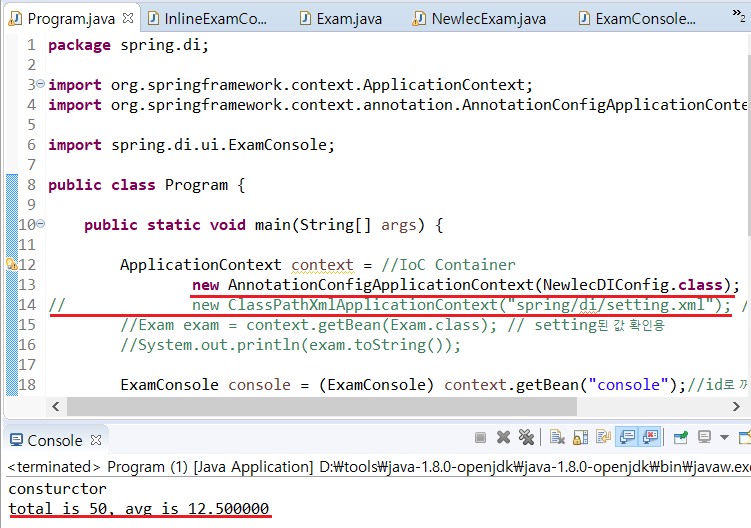 Program.java InlineExamCo... Exam.java NewlecExam.java ExamConsole... »2
1 package spring.di;
2
3 import org.springframework.context.ApplicationContext;
4 import org.springframework.context.annotation.AnnotationConfigApplicationConte
5
6 import spring.di.ui.ExamConsole;
7
8 public class Program {
9
10 public static void main(String[] args) {
11
12 ApplicationContext context = //IoC Container
13 new AnnotationConfigApplicationContext(NewlecDIConfig.class);
14 // new ClassPathXmlApplicationContext("spring/di/setting.xml"); /
15 //Exam exam = context.getBean(Exam.class); // setting된 값 확인용
16 //System.out.println(exam.toString());
17
18 ExamConsole console = (ExamConsole) context.getBean("console");//id로
Console
<terminated> Program (1) [Java Application] D:₩tools₩java-1.8.0-openjdk₩java-1.8.0-openjdk₩bin₩javaw.exe
consturctor
total is 50, avg is 12.500000